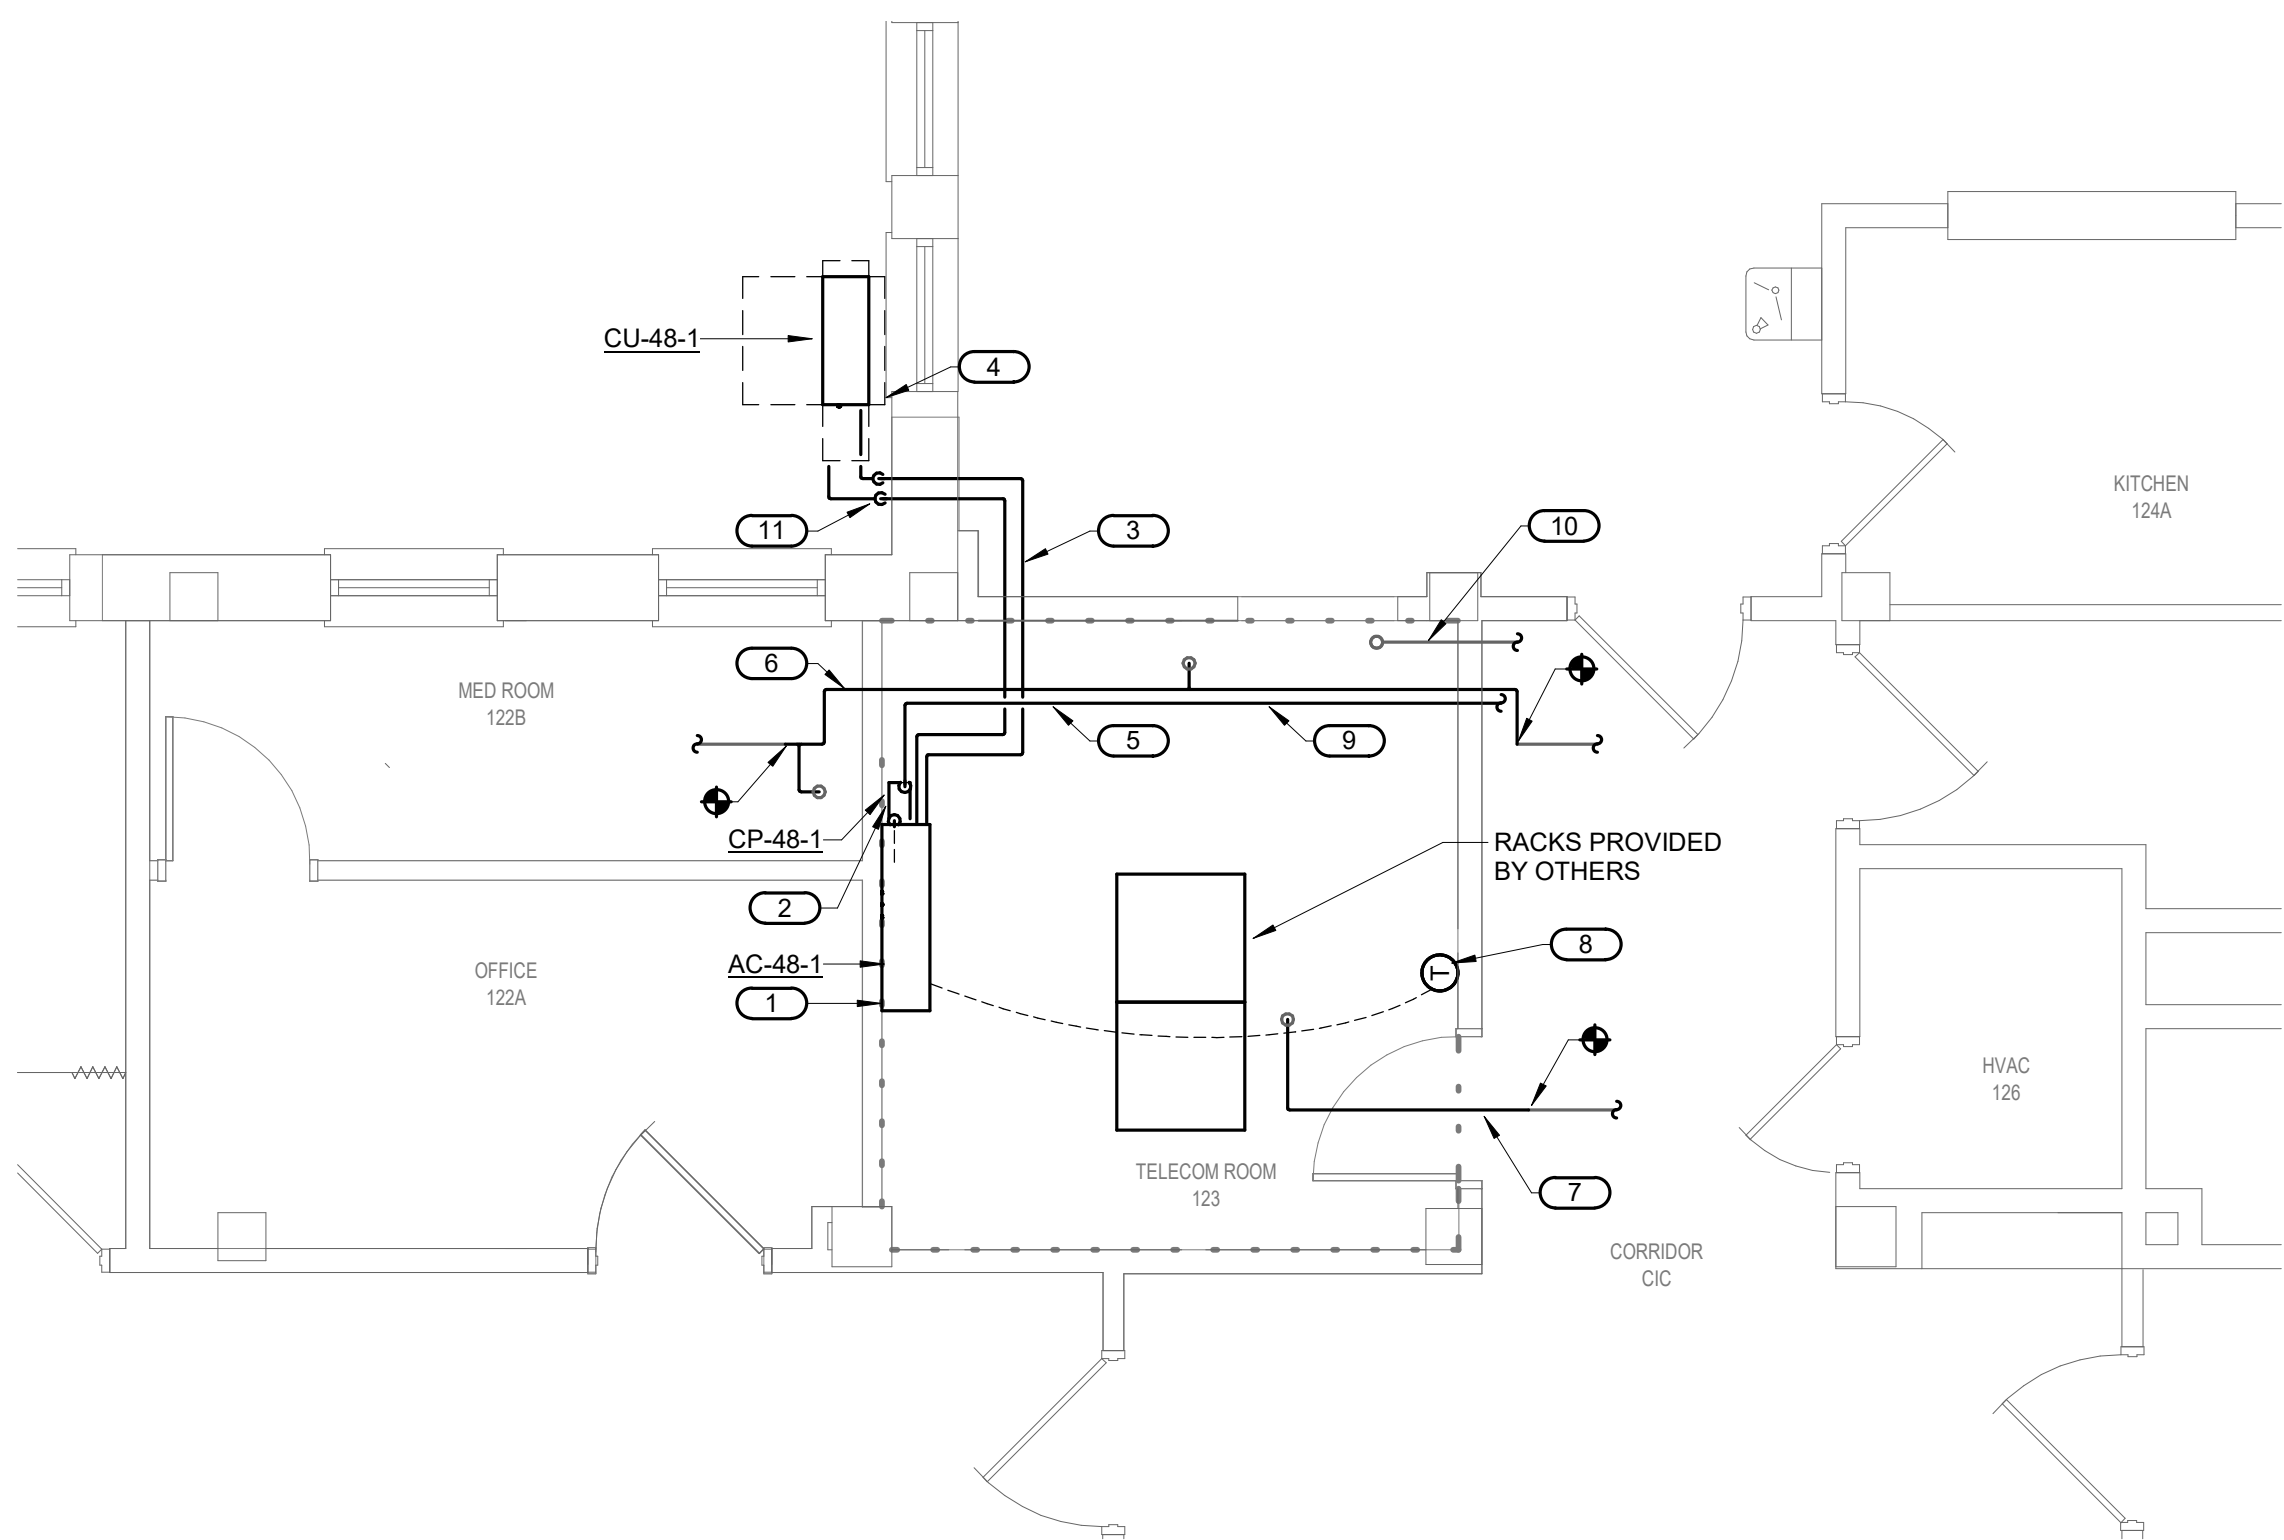 CU-48-1
4
11
3
10
KITCHEN
124A
6
MED ROOM
122B
5
9
CP-48-1
RACKS PROVIDED
BY OTHERS
2
8
AC-48-1
OFFICE
122A
1
T
HVAC
126
TELECOM ROOM
123
7
CORRIDOR
CIC